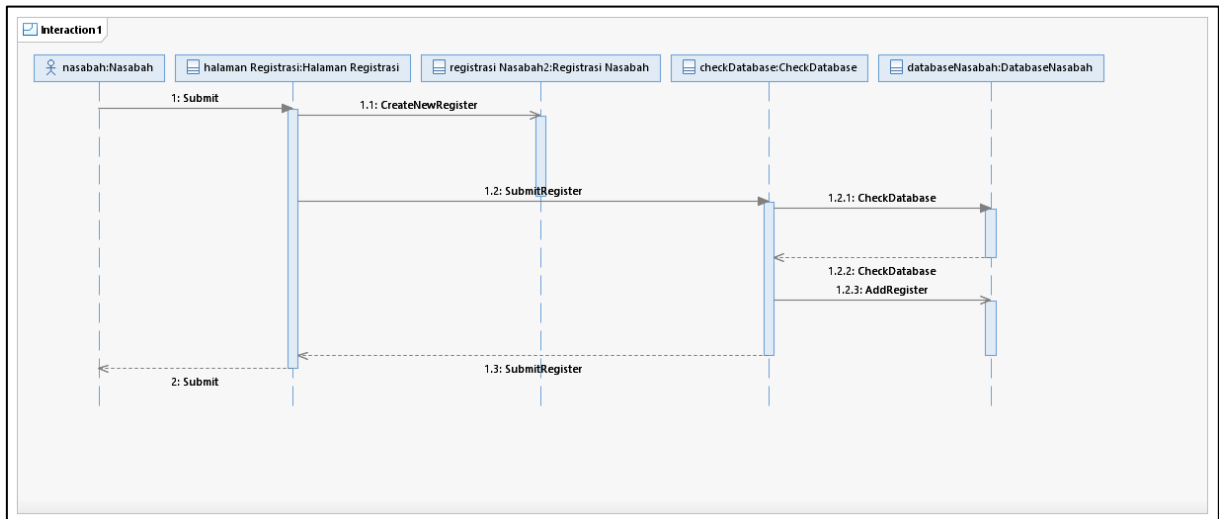 Interaction1
nasabah:Nasabah
halaman Registrasi:Halaman Registrasi
registrasi Nasabah2:Registrasi Nasabah
checkDatabase:CheckDatabase
databaseNasabah:DatabaseNasabah
1: Submit
1.1: CreateNewRegister
1.2: SubmitRegister
1.2.1: CheckDatabase
1.2.2: CheckDatabase
1.2.3: AddRegister
1.3: SubmitRegister
2: Submit